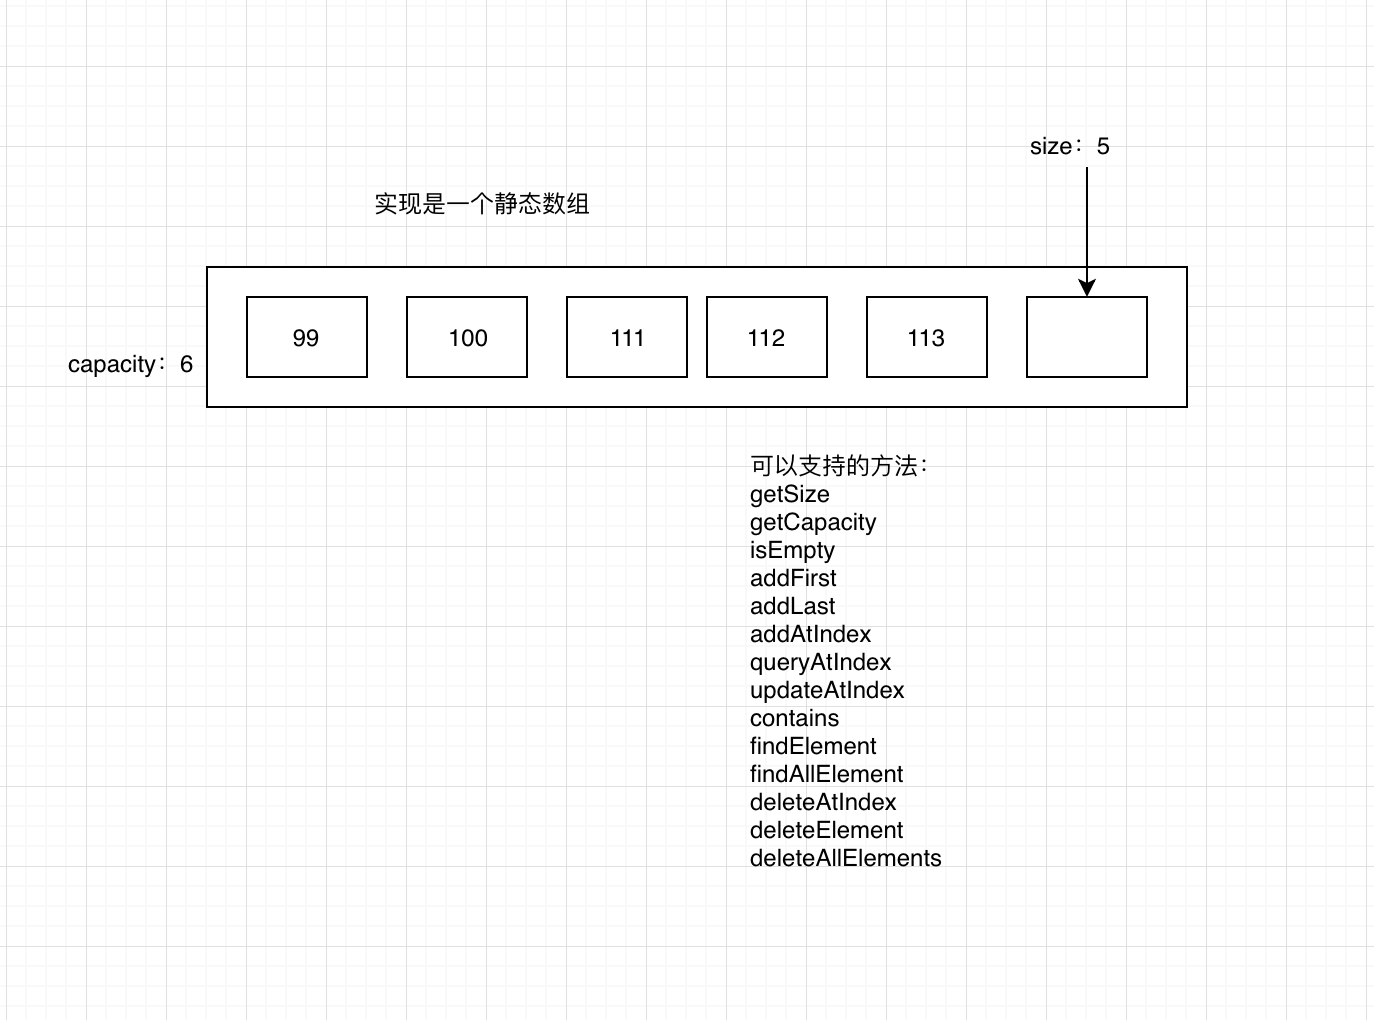 size：5
实现是一个静态数组
99
100
111
112
113
capacity：6
可以支持的方法：
getSize
getCapacity
isEmpty
addFirst
addLast
addAtIndex
queryAtIndex
updateAtIndex
contains
findElement
findAllElement
deleteAtIndex
deleteElement
deleteAllElements